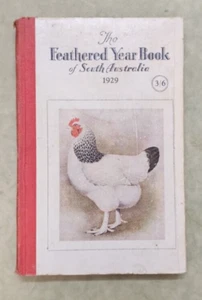 The
Feathered Year Book
of South Australia
1929
3/6